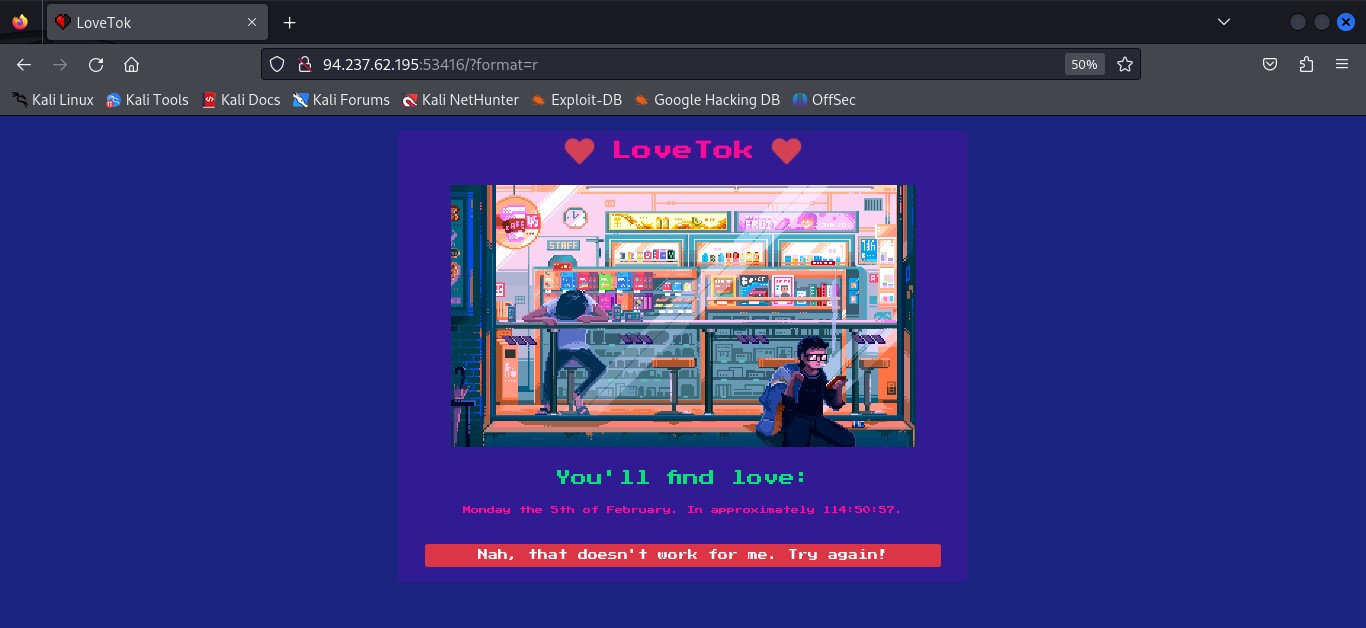 LoveTok
94.237.62.195:53416/?format=r
50%
Kali Linux Kali Tools Kali Docs Kali Forums Kali NetHunter Exploit-DB Google Hacking DB OffSec
LoveTok
CAFE
STAFF
You'll find love:
Monday the 5th of February. In approximately 114:50:57.
Nah, that doesn't work for me. Try again!